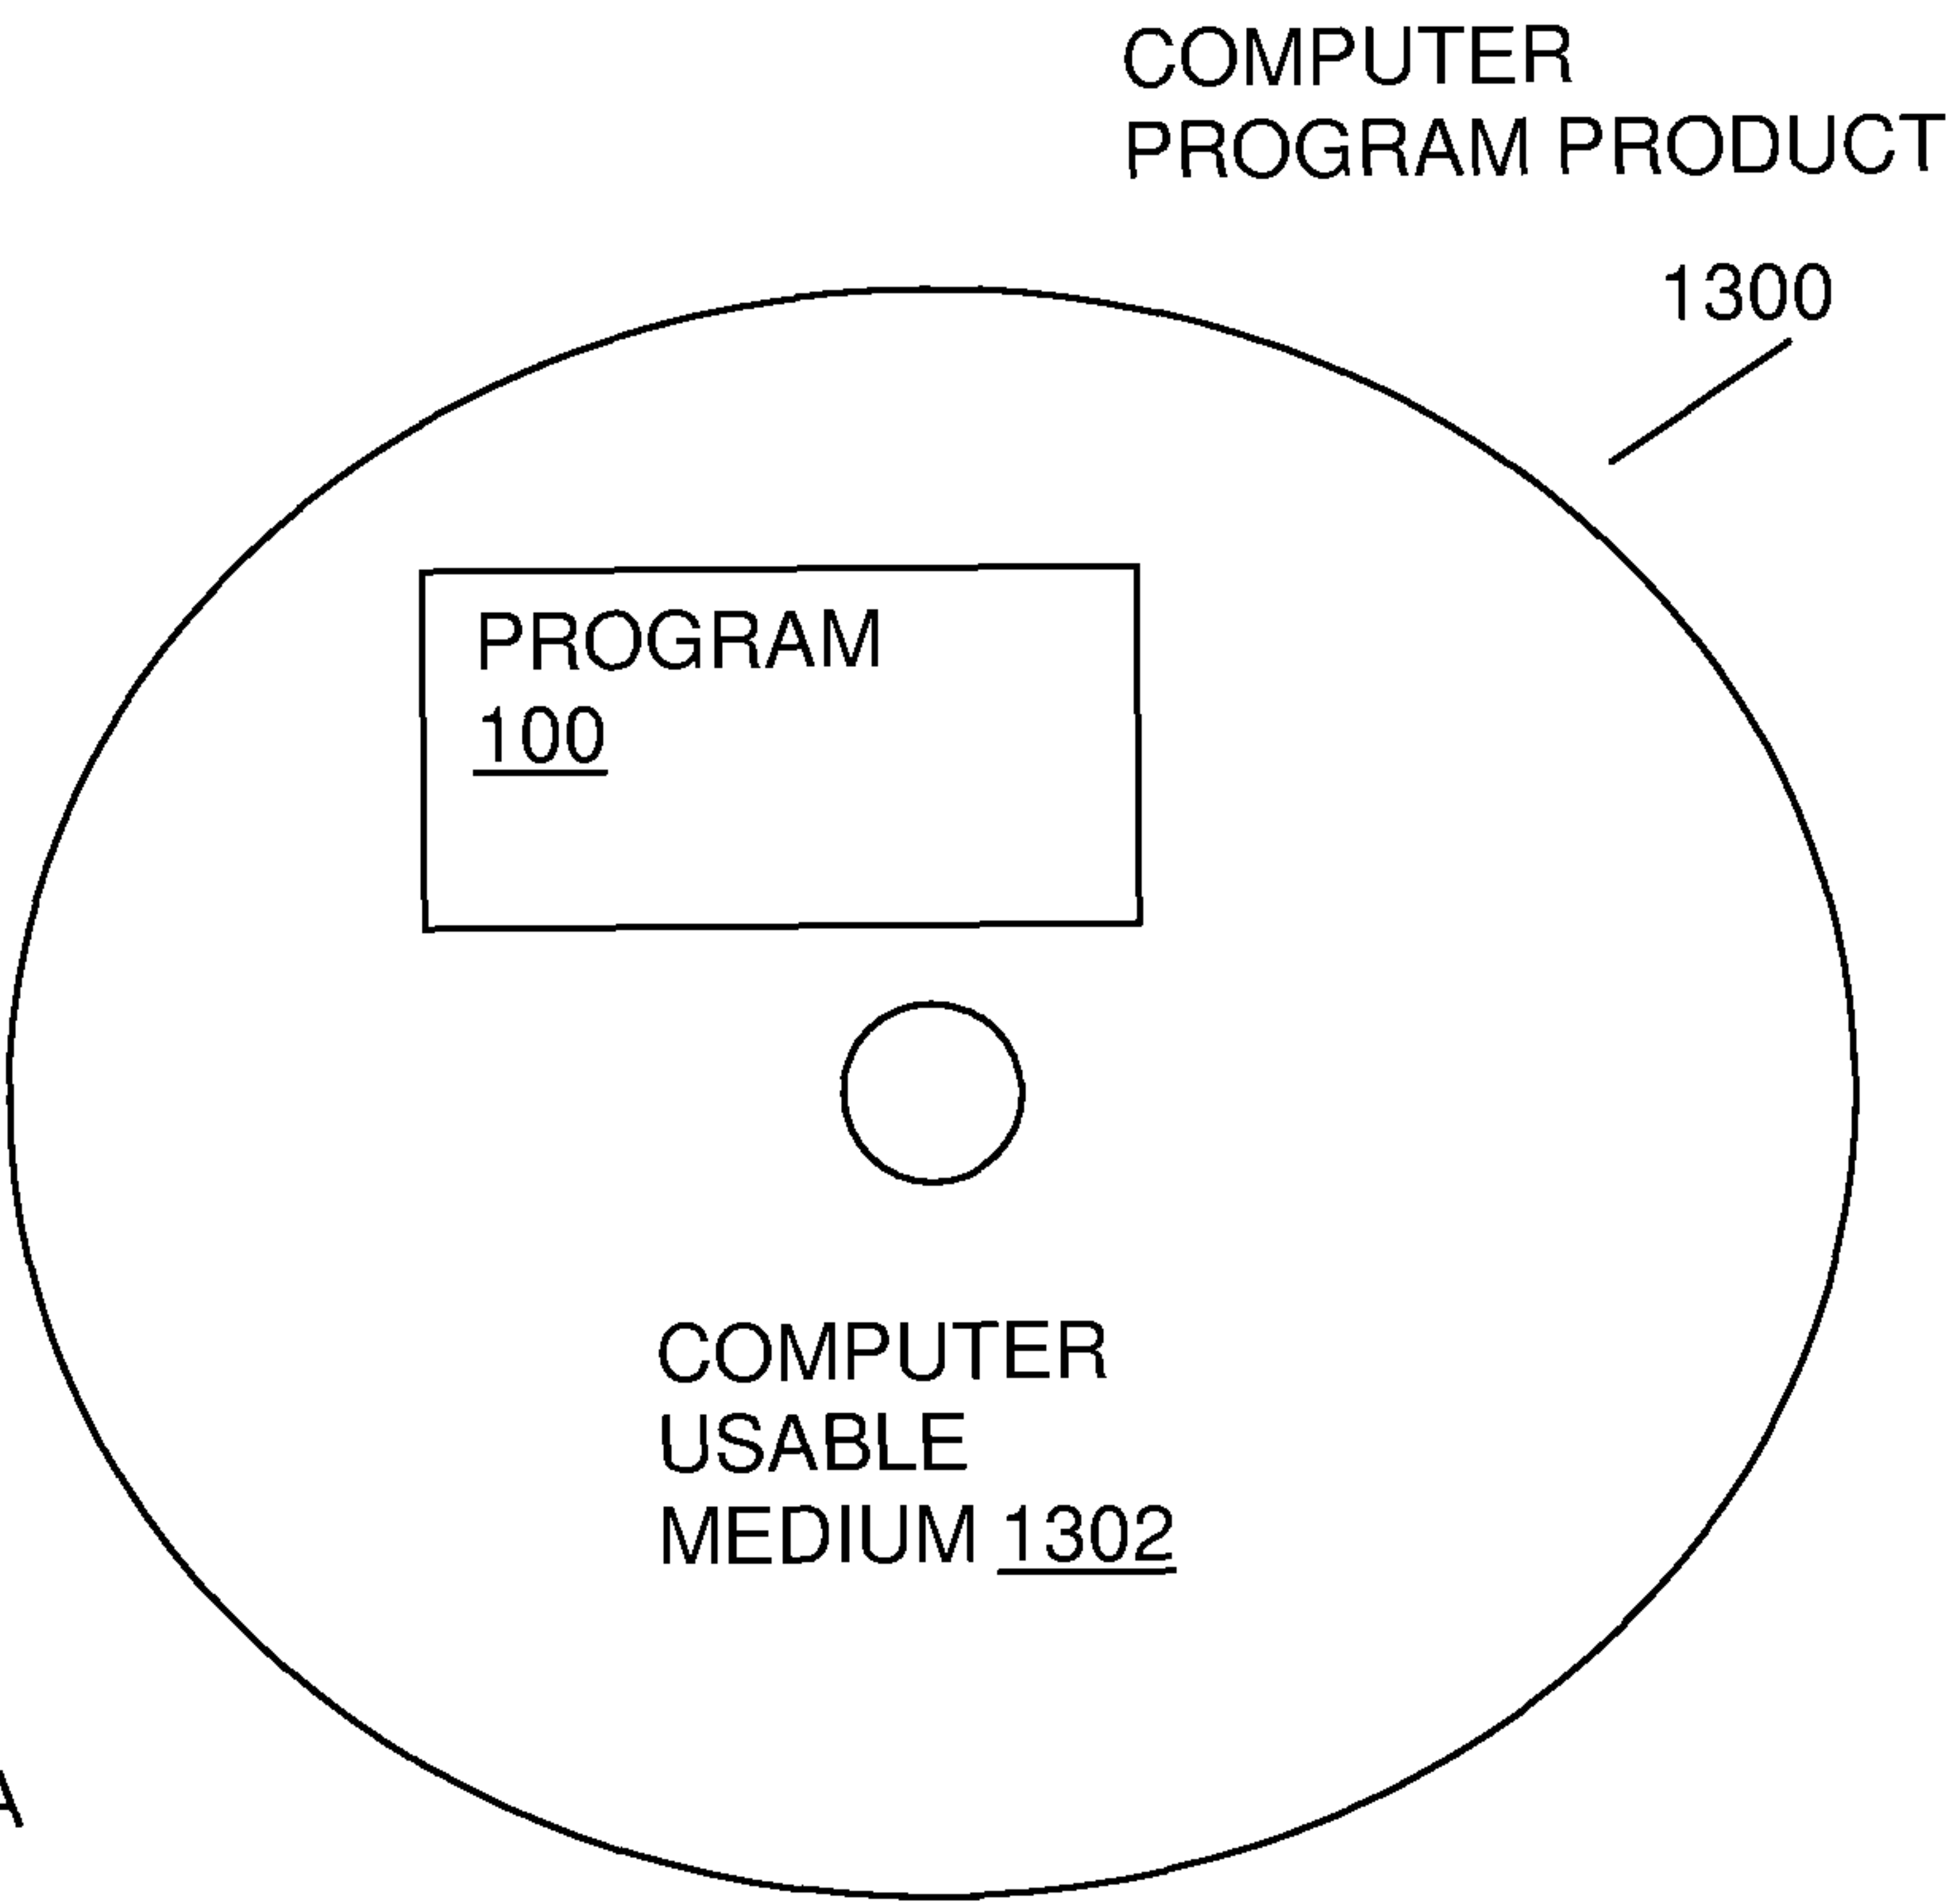 COMPUTER
PROGRAM PRODUCT
1300
PROGRAM
100
COMPUTER
USABLE
MEDIUM 1302